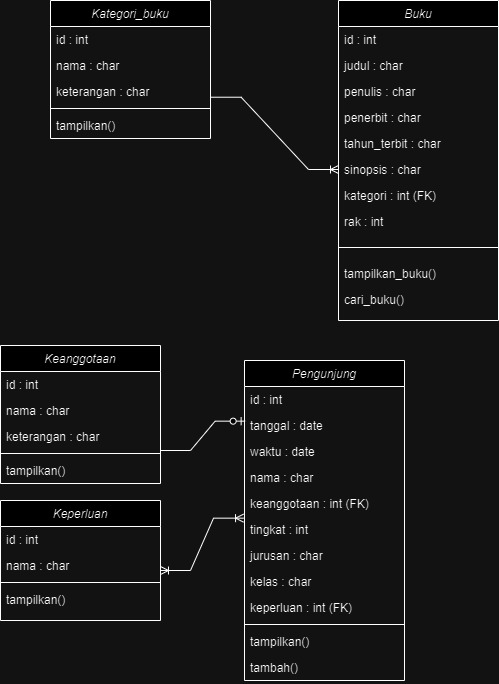 Kategori_buku
id : int
nama : char
keterangan : char
tampilkan()
Buku
id : int
judul : char
penulis : char
penerbit : char
tahun_terbit : char
sinopsis : char
kategori : int (FK)
rak : int
tampilkan_buku()
cari_buku()
Keanggotaan
id : int
nama : char
keterangan : char
tampilkan()
Keperluan
id : int
nama : char
tampilkan()
Pengunjung
id : int
tanggal : date
waktu : date
nama : char
keanggotaan : int (FK)
tingkat : int
jurusan : char
kelas : char
keperluan : int (FK)
tampilkan()
tambah()